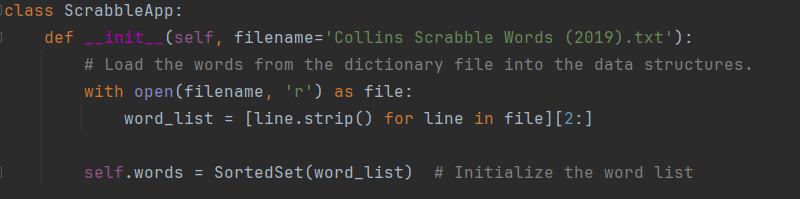 class ScrabbleApp:
    def __init__(self, filename='Collins Scrabble Words (2019).txt'):
        # Load the words from the dictionary file into the data structures.
        with open(filename, 'r') as file:
            word_list = [line.strip() for line in file][2:]
        self.words = SortedSet(word_list)  # Initialize the word list